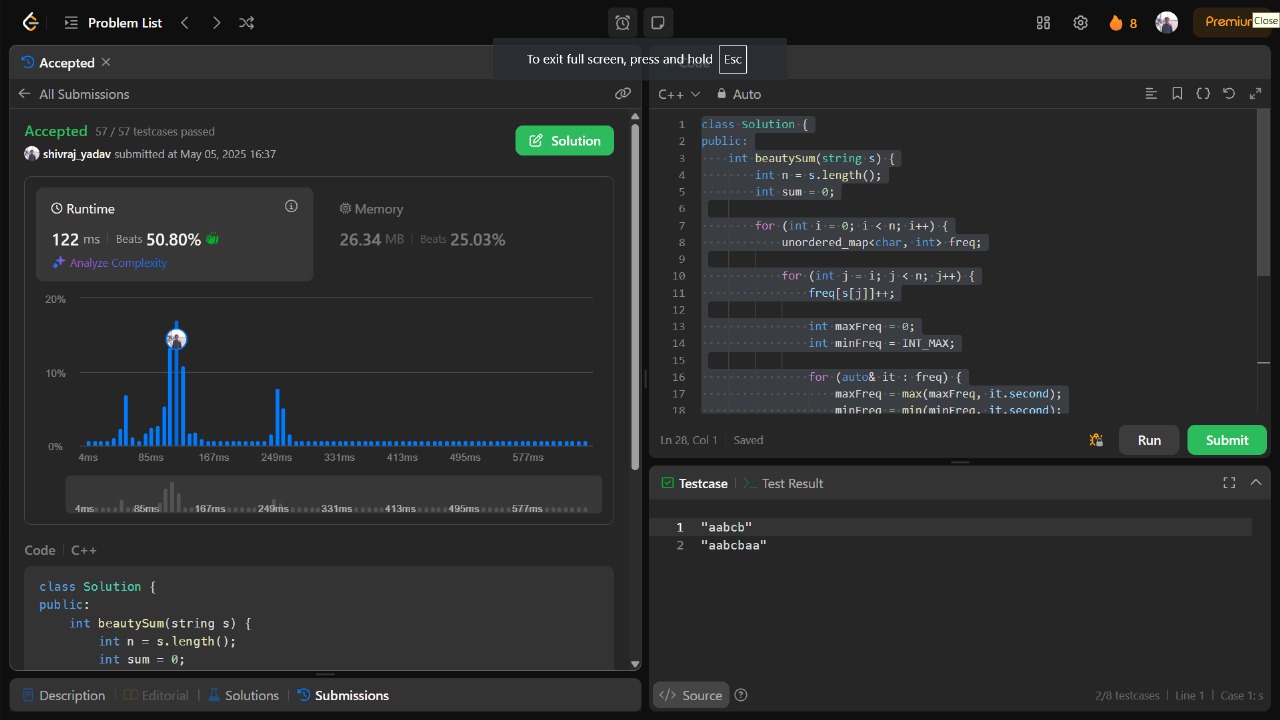 Problem List
8
Premium
Close
To exit full screen, press and hold Esc
Accepted
All Submissions
Accepted 57 / 57 testcases passed
shivraj_yadav submitted at May 05, 2025 16:37
Solution
Runtime
122 ms | Beats 50.80%
Analyze Complexity
Memory
26.34 MB | Beats 25.03%
20%
10%
0%
4ms 85ms 167ms 249ms 331ms 413ms 495ms 577ms
4ms 85ms 167ms 249ms 331ms 413ms 495ms 577ms
Code | C++
class Solution {
public:
    int beautySum(string s) {
        int n = s.length();
        int sum = 0;
Description | Editorial | Solutions | Submissions
C++ Auto
1 class Solution {
2 public:
3     int beautySum(string s) {
4         int n = s.length();
5         int sum = 0;
6
7         for (int i = 0; i < n; i++) {
8             unordered_map<char, int> freq;
9
10             for (int j = i; j < n; j++) {
11                 freq[s[j]]++;
12
13                 int maxFreq = 0;
14                 int minFreq = INT_MAX;
15
16                 for (auto& it : freq) {
17                     maxFreq = max(maxFreq, it.second);
18                     minFreq = min(minFreq, it.second);
Ln 28, Col 1 | Saved
Run
Submit
Testcase | Test Result
1 "aabcb"
2 "aabcbaa"
</> Source
2/8 testcases | Line 1 | Case 1: s